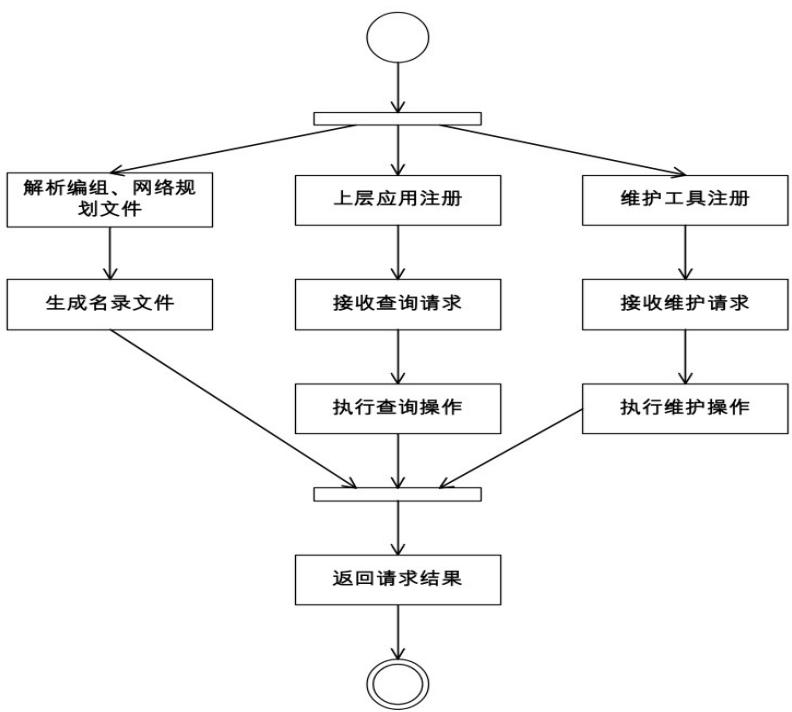 解析编组、网络规
划文件
上层应用注册
维护工具注册
生成名录文件
接收查询请求
接收维护请求
执行查询操作
执行维护操作
返回请求结果